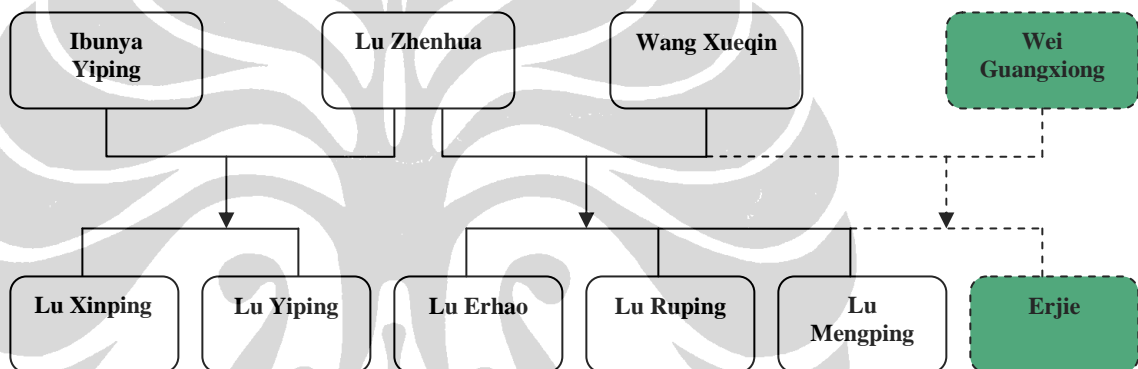 Ibunya
Yiping
Lu Zhenhua
Wang Xueqin
Wei
Guangxiong
Lu Xinping
Lu Yiping
Lu Erhao
Lu Ruping
Lu
Mengping
Erjie